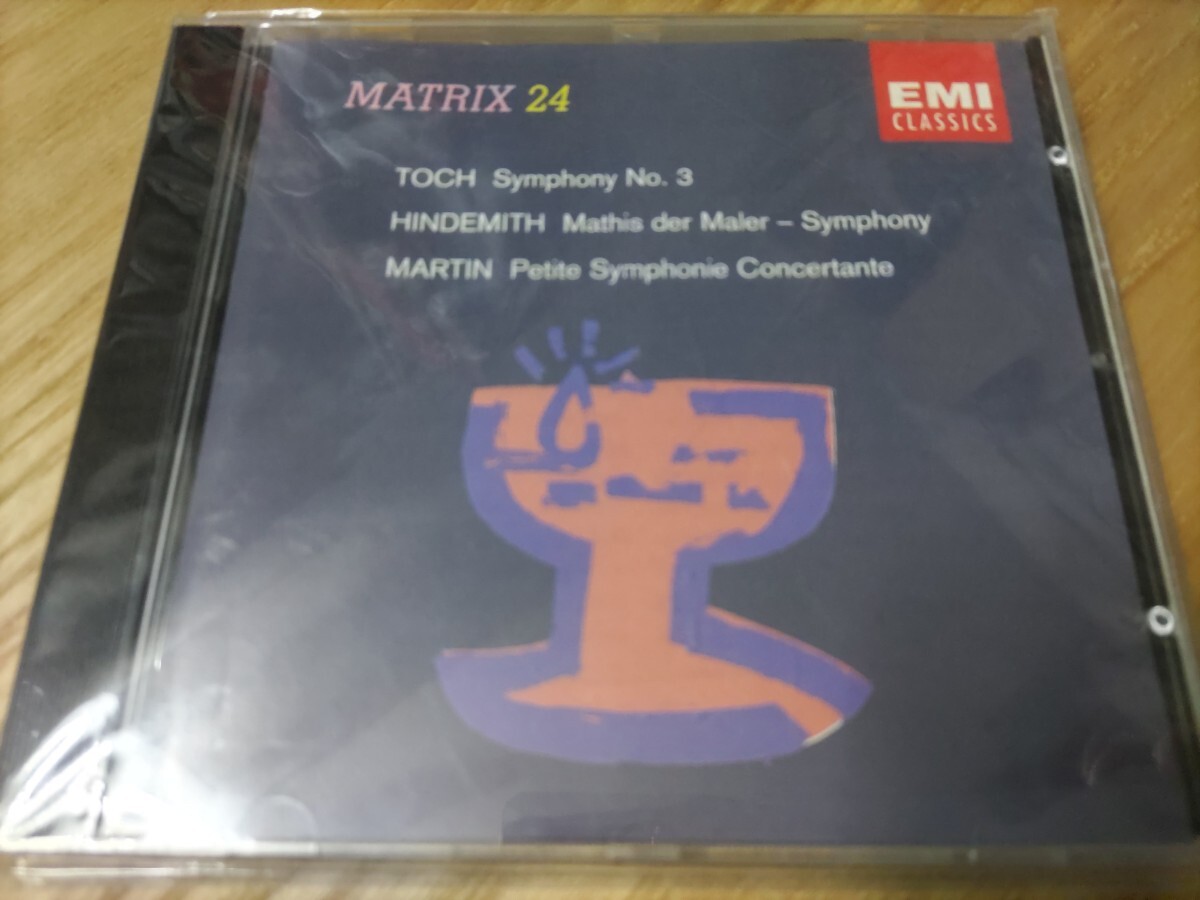 MATRIX 24
EMI
CLASSICS
TOCH Symphony No. 3
HINDEMITH Mathis der Maler – Symphony
MARTIN Petite Symphonie Concertante